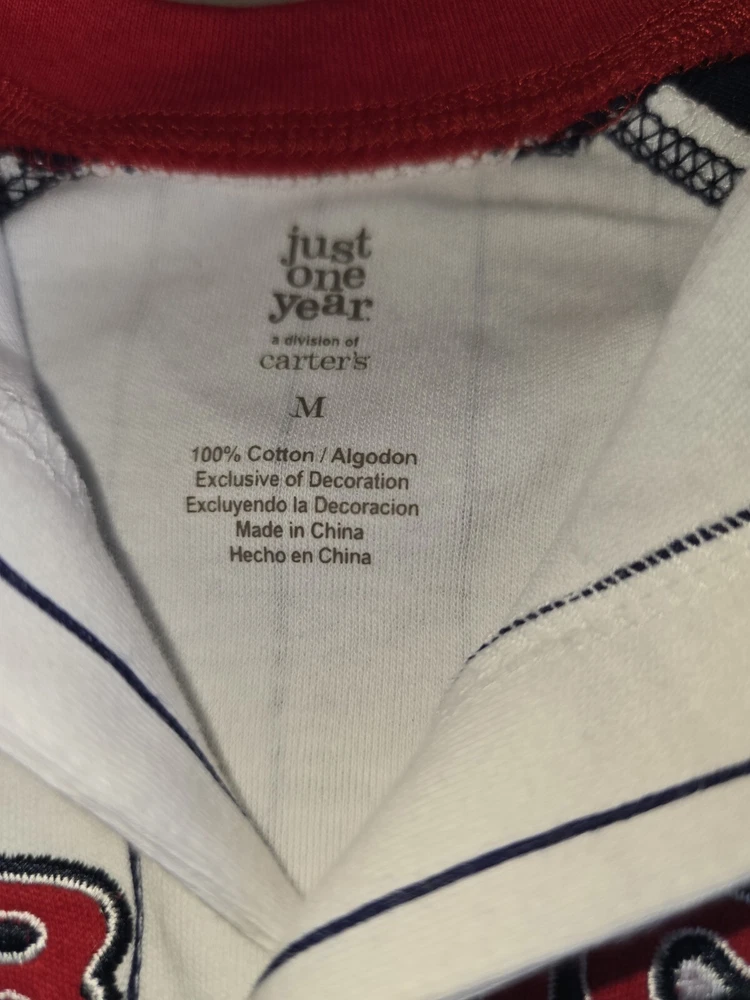 just
one
year.
a division of
carter's
M
100% Cotton / Algodon
Exclusive of Decoration
Excluyendo la Decoracion
Made in China
Hecho en China